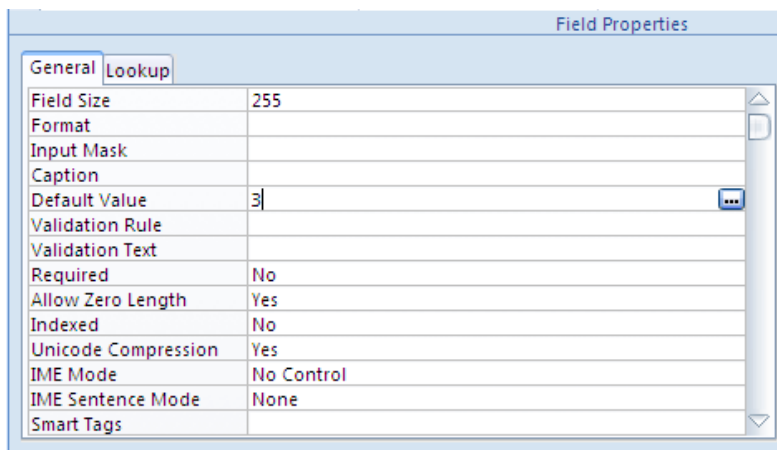 Field Properties
General Lookup
Field Size 255
Format
Input Mask
Caption
Default Value 3 ...
Validation Rule
Validation Text
Required No
Allow Zero Length Yes
Indexed No
Unicode Compression Yes
IME Mode No Control
IME Sentence Mode None
Smart Tags